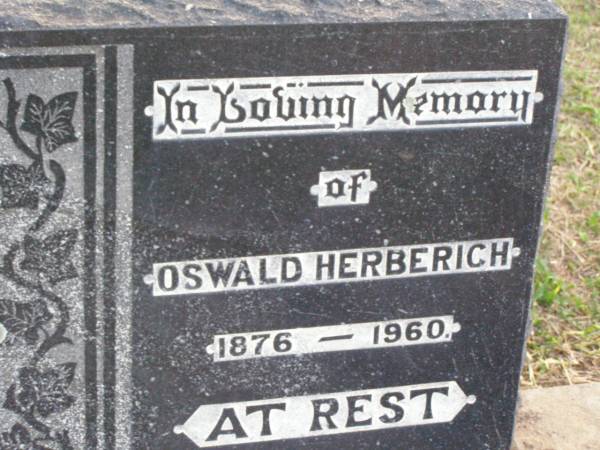 In Loving Memory
of
OSWALD HERBERICH
1876 — 1960.
AT REST